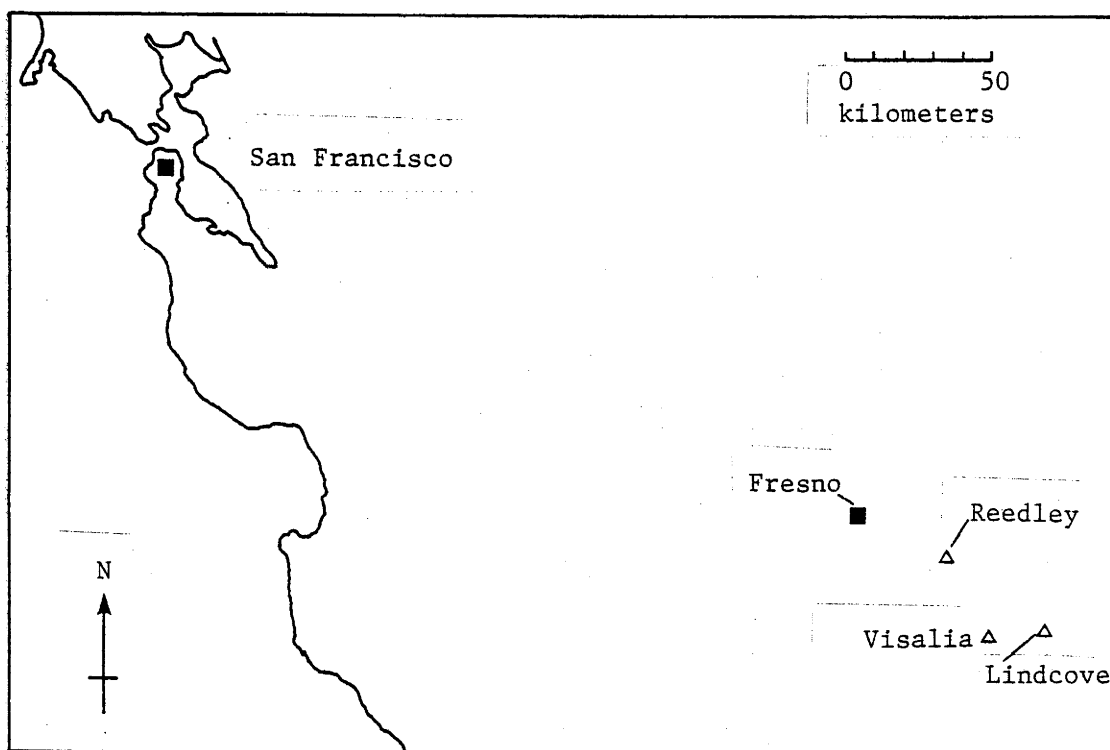 0 50
kilometers
San Francisco
Fresno
Reedley
N
Visalia
Lindcove